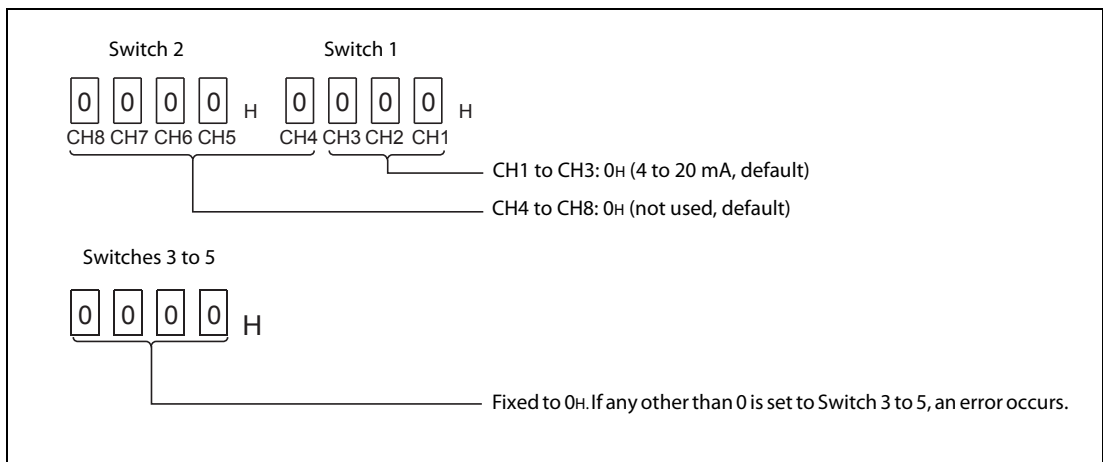 Switch 2 Switch 1
0 0 0 0 H 0 0 0 0 H
CH8 CH7 CH6 CH5 CH4 CH3 CH2 CH1
CH1 to CH3: 0H (4 to 20 mA, default)
CH4 to CH8: 0H (not used, default)
Switches 3 to 5
0 0 0 0 H
Fixed to 0H. If any other than 0 is set to Switch 3 to 5, an error occurs.